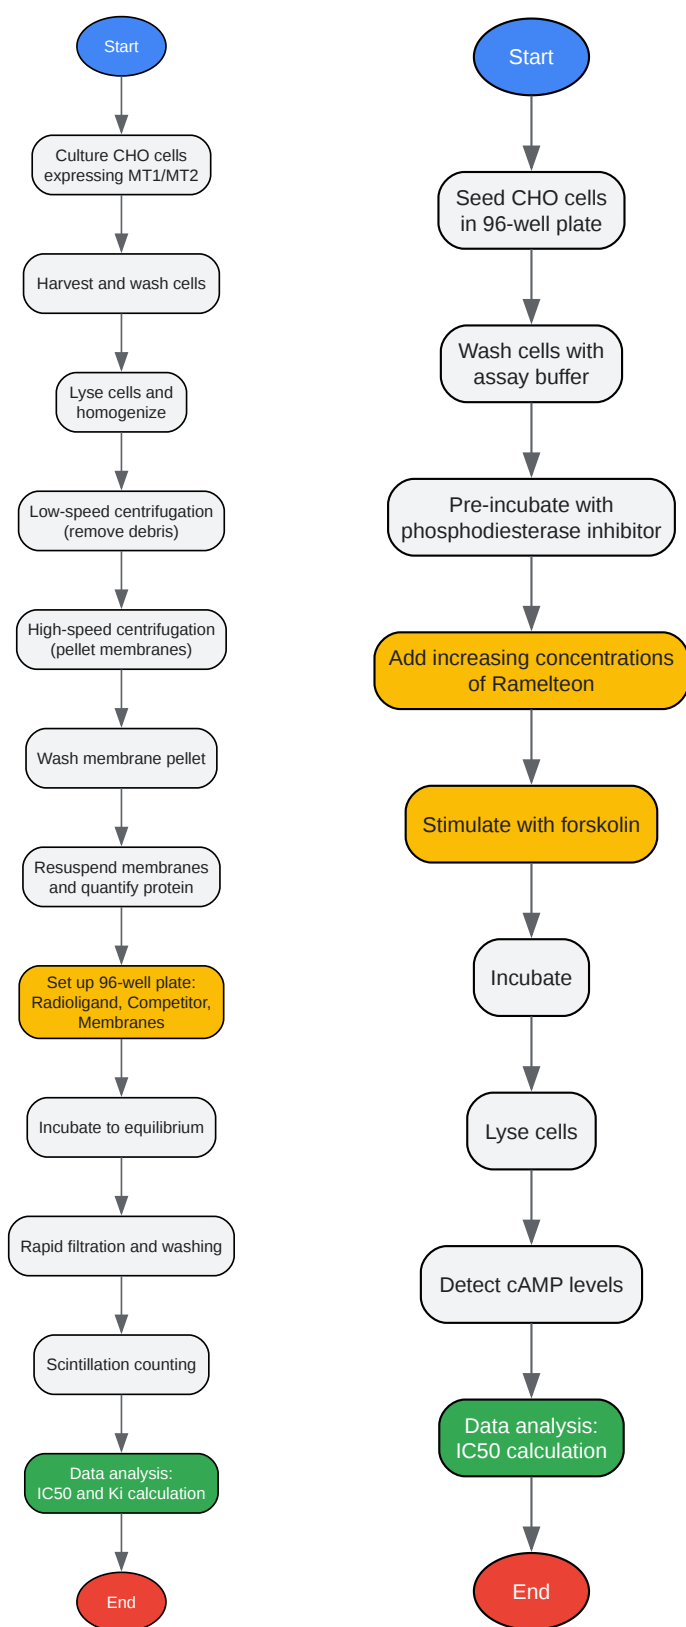 Start
Culture CHO cells
expressing MT1/MT2
Harvest and wash cells
Lyse cells and
homogenize
Low-speed centrifugation
(remove debris)
High-speed centrifugation
(pellet membranes)
Wash membrane pellet
Resuspend membranes
and quantify protein
Set up 96-well plate:
Radioligand, Competitor,
Membranes
Incubate to equilibrium
Rapid filtration and washing
Scintillation counting
Data analysis:
IC50 and Ki calculation
End
Start
Seed CHO cells
in 96-well plate
Wash cells with
assay buffer
Pre-incubate with
phosphodiesterase inhibitor
Add increasing concentrations
of Ramelteon
Stimulate with forskolin
Incubate
Lyse cells
Detect cAMP levels
Data analysis:
IC50 calculation
End